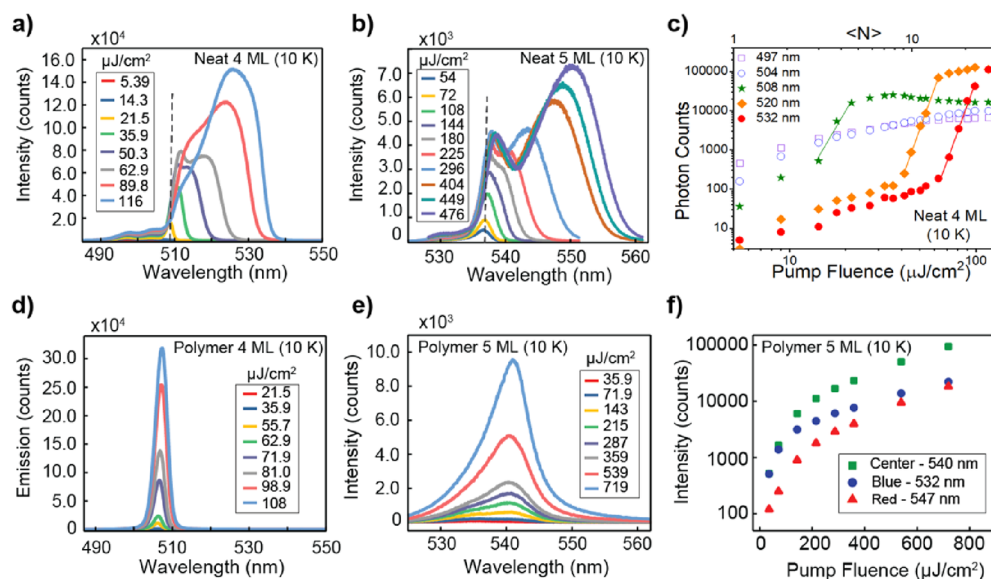 a)
x10⁴
μJ/cm²
Neat 4 ML (10 K)
5.39
14.3
21.5
35.9
50.3
62.9
89.8
116
Intensity (counts)
16.0
14.0
12.0
10.0
8.0
6.0
4.0
2.0
490 510 530 550
Wavelength (nm)
b)
x10³
μJ/cm²
Neat 5 ML (10 K)
54
72
108
144
180
225
296
404
449
476
Intensity (counts)
7.0
6.0
5.0
4.0
3.0
2.0
1.0
0
530 540 550 560
Wavelength (nm)
c)
<N>
1 10
497 nm
504 nm
508 nm
520 nm
532 nm
Photon Counts
100000
10000
1000
100
10
Neat 4 ML
(10 K)
10 100
Pump Fluence (μJ/cm²)
d)
x10⁴
Polymer 4 ML (10 K)
μJ/cm²
21.5
35.9
55.7
62.9
71.9
81.0
98.9
108
Emission (counts)
30.0
25.0
20.0
15.0
10.0
5.0
0
490 510 530 550
Wavelength (nm)
e)
x10³
Polymer 5 ML (10 K)
μJ/cm²
35.9
71.9
143
215
287
359
539
719
Intensity (counts)
10.0
8.0
6.0
4.0
2.0
0
530 540 550 560
Wavelength (nm)
f)
Polymer 5 ML (10 K)
Intensity (counts)
100000
10000
1000
100
Center - 540 nm
Blue - 532 nm
Red - 547 nm
0 200 400 600 800
Pump Fluence (μJ/cm²)